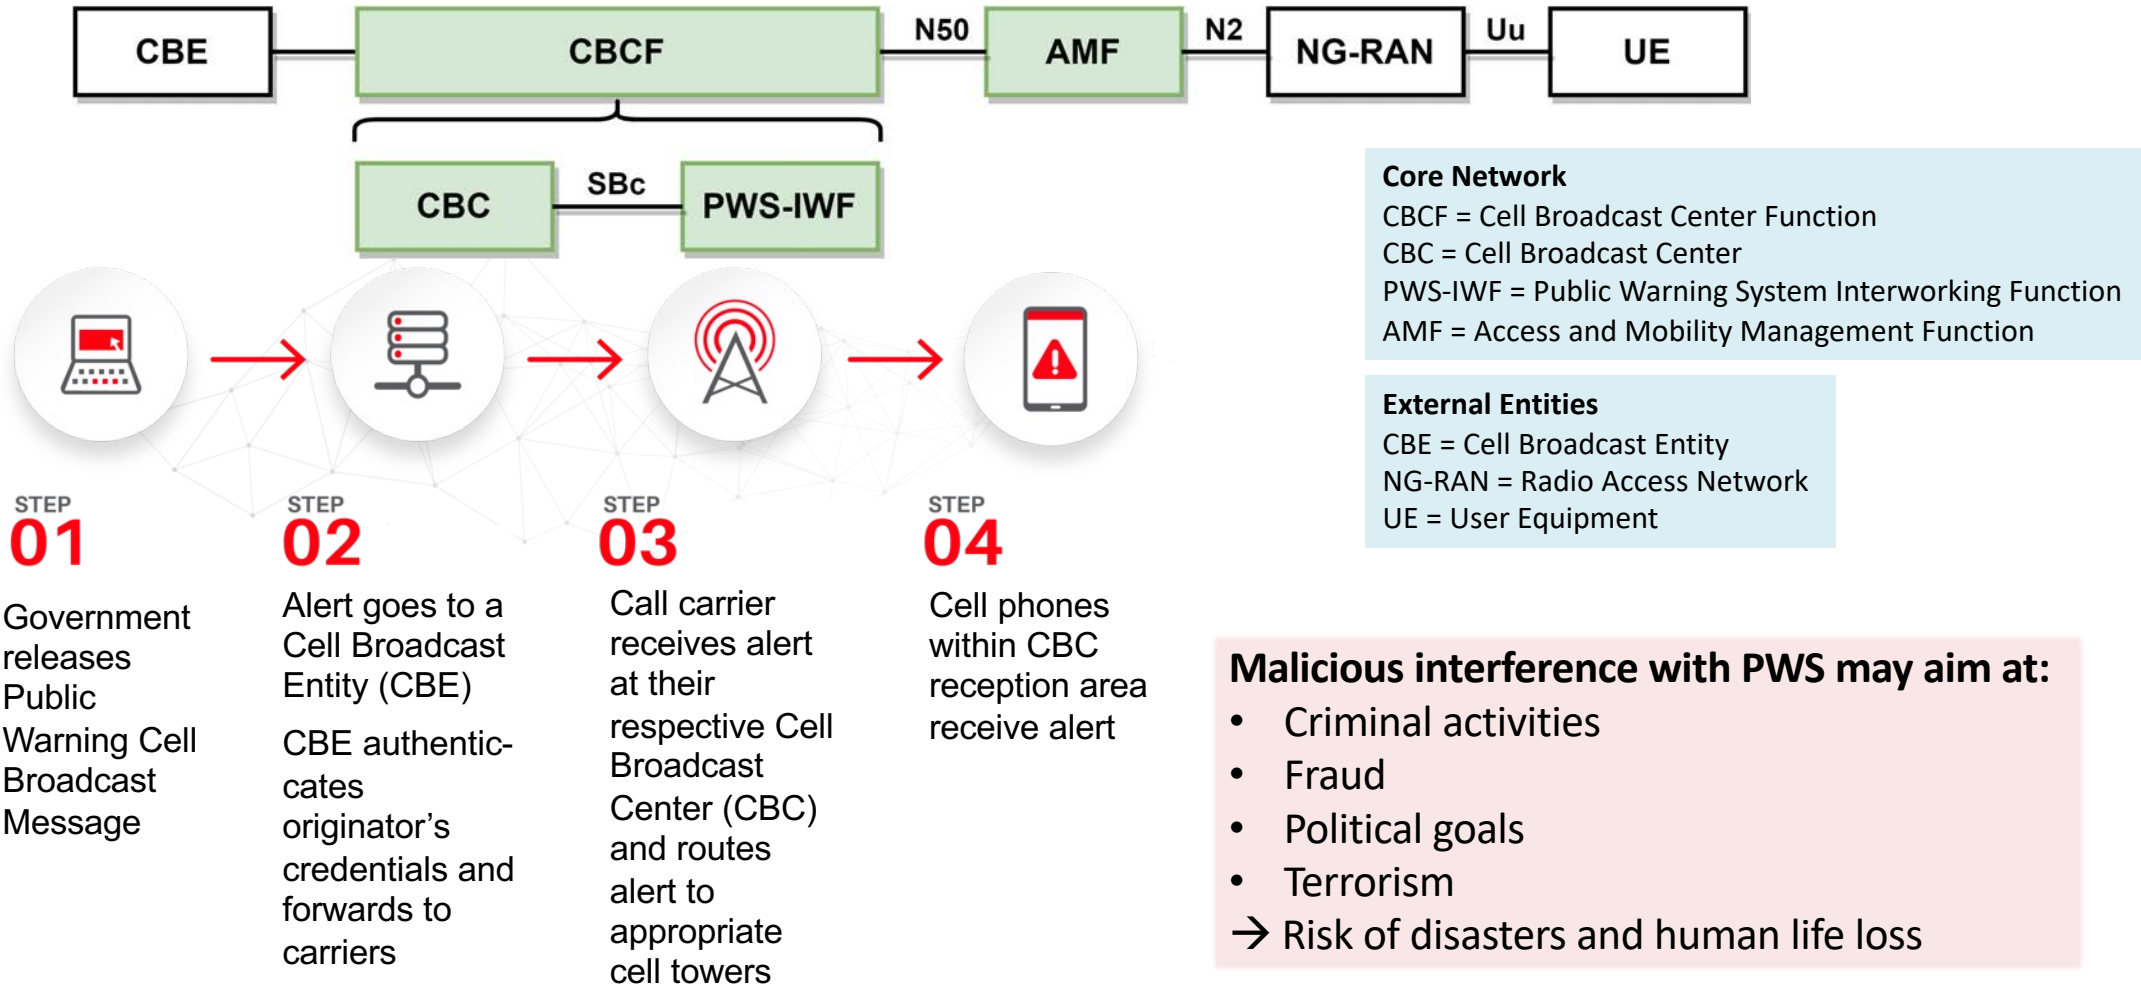 CBE
CBCF
N50
AMF
N2
NG-RAN
Uu
UE
CBC
SBc
PWS-IWF
Core Network
CBCF = Cell Broadcast Center Function
CBC = Cell Broadcast Center
PWS-IWF = Public Warning System Interworking Function
AMF = Access and Mobility Management Function
External Entities
CBE = Cell Broadcast Entity
NG-RAN = Radio Access Network
UE = User Equipment
STEP
01
Government
releases
Public
Warning Cell
Broadcast
Message
STEP
02
Alert goes to a
Cell Broadcast
Entity (CBE)
CBE authentic-
cates
originator’s
credentials and
forwards to
carriers
STEP
03
Call carrier
receives alert
at their
respective Cell
Broadcast
Center (CBC)
and routes
alert to
appropriate
cell towers
STEP
04
Cell phones
within CBC
reception area
receive alert
Malicious interference with PWS may aim at:
• Criminal activities
• Fraud
• Political goals
• Terrorism
→ Risk of disasters and human life loss